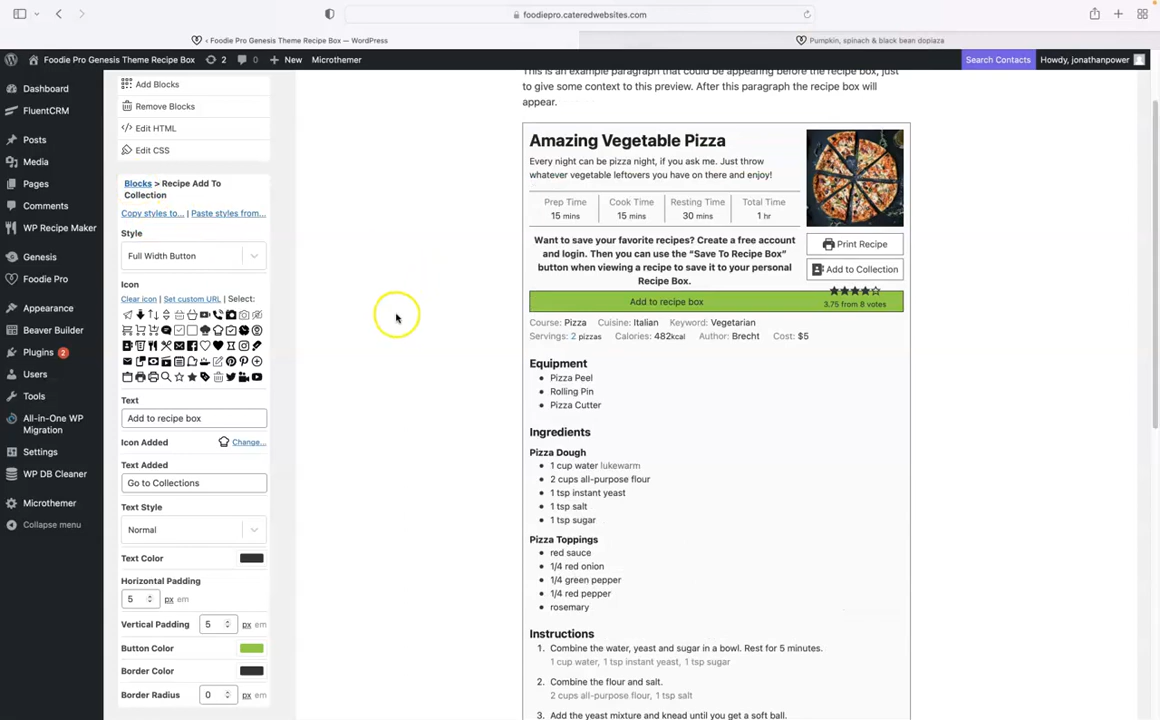 foodiepro.cateredwebsites.com
‹ Foodie Pro Genesis Theme Recipe Box — WordPress
Pumpkin, spinach & black bean dopiaza
Foodie Pro Genesis Theme Recipe Box 2 0 New Microthemer Search Contacts Howdy, jonathanpower
Dashboard
FluentCRM
Posts
Media
Pages
Comments
WP Recipe Maker
Genesis
Foodie Pro
Appearance
Beaver Builder
Plugins 2
Users
Tools
All-in-One WP
Migration
Settings
WP DB Cleaner
Microthemer
Collapse menu
Add Blocks
Remove Blocks
Edit HTML
Edit CSS
Blocks > Recipe Add To
Collection
Copy styles to... | Paste styles from...
Style
Full Width Button
Icon
Clear icon | Set custom URL | Select:
Text
Add to recipe box
Icon Added Change...
Text Added
Go to Collections
Text Style
Normal
Text Color
Horizontal Padding
5 px em
Vertical Padding 5 px em
Button Color
Border Color
Border Radius 0 px em
This is an example paragraph that could be appearing before the recipe box, just
to give some context to this preview. After this paragraph the recipe box will
appear.
Amazing Vegetable Pizza
Every night can be pizza night, if you ask me. Just throw
whatever vegetable leftovers you have on there and enjoy!
Prep Time Cook Time Resting Time Total Time
15 mins 15 mins 30 mins 1 hr
Want to save your favorite recipes? Create a free account
and login. Then you can use the “Save To Recipe Box”
button when viewing a recipe to save it to your personal
Recipe Box.
Print Recipe
Add to Collection
3.75 from 8 votes
Add to recipe box
Course: Pizza Cuisine: Italian Keyword: Vegetarian
Servings: 2 pizzas Calories: 482kcal Author: Brecht Cost: $5
Equipment
• Pizza Peel
• Rolling Pin
• Pizza Cutter
Ingredients
Pizza Dough
• 1 cup water lukewarm
• 2 cups all-purpose flour
• 1 tsp instant yeast
• 1 tsp salt
• 1 tsp sugar
Pizza Toppings
• red sauce
• 1/4 red onion
• 1/4 green pepper
• 1/4 red pepper
• rosemary
Instructions
1. Combine the water, yeast and sugar in a bowl. Rest for 5 minutes.
1 cup water, 1 tsp instant yeast, 1 tsp sugar
2. Combine the flour and salt.
2 cups all-purpose flour, 1 tsp salt
3. Add the yeast mixture and knead until you get a soft ball.